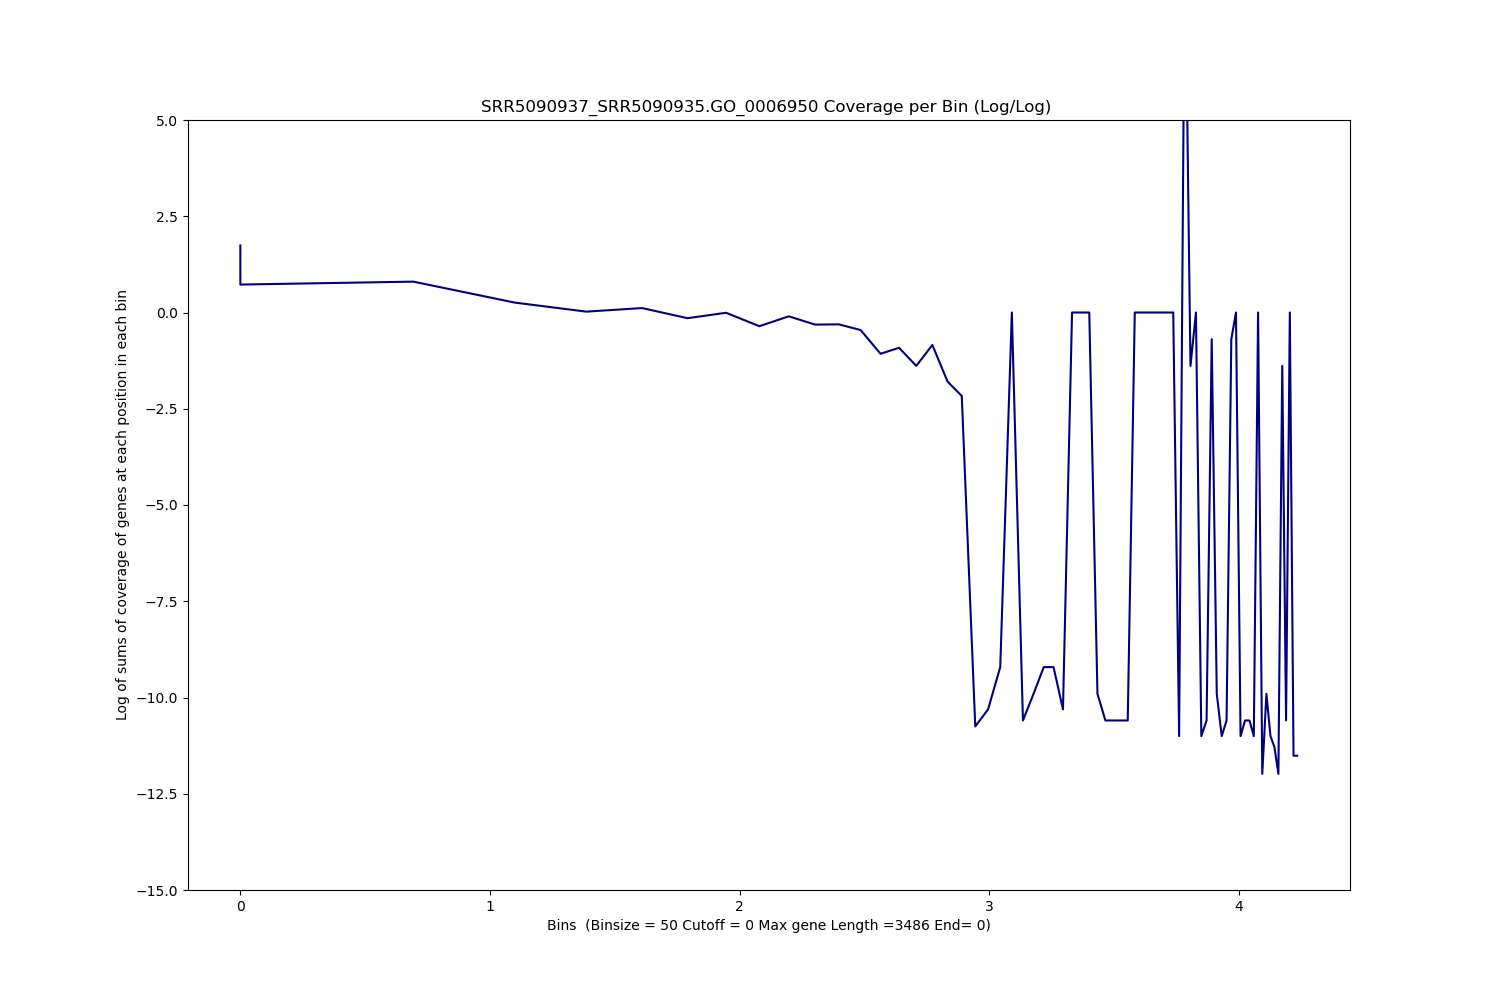 SRR5090937_SRR5090935.GO_0006950 Coverage per Bin (Log/Log)
Log of sums of coverage of genes at each position in each bin
5.0
2.5
0.0
−2.5
−5.0
−7.5
−10.0
−12.5
−15.0
0 1 2 3 4
Bins  (Binsize = 50 Cutoff = 0 Max gene Length =3486 End= 0)